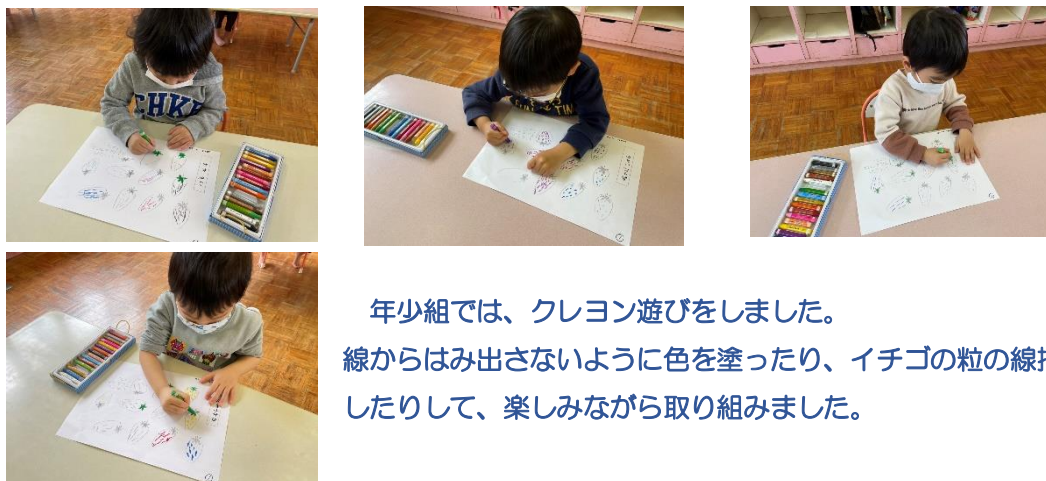 年少組では、クレヨン遊びをしました。
線からはみ出さないように色を塗ったり、イチゴの粒の線
したりして、楽しみながら取り組みました。